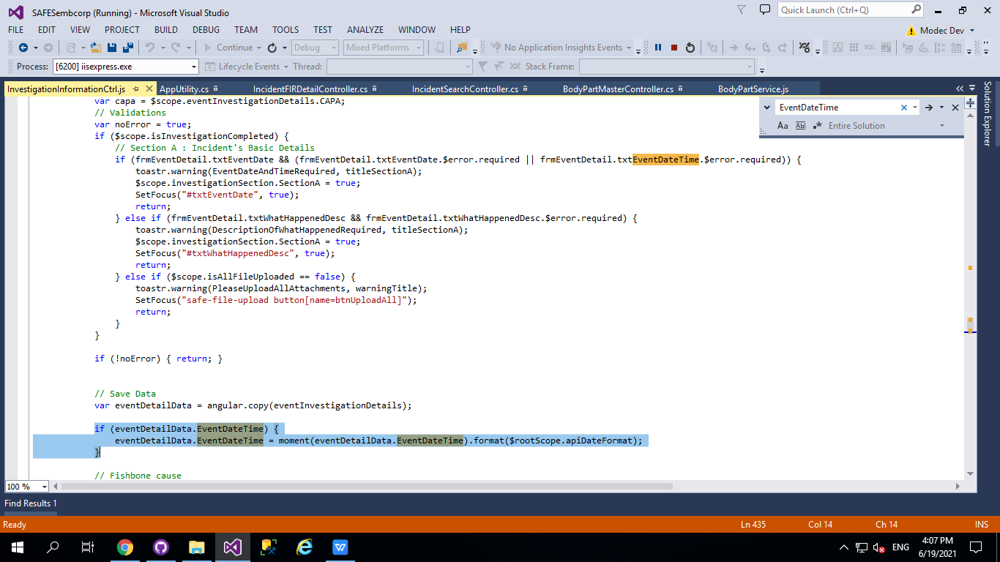 SAFESembcorp (Running) - Microsoft Visual Studio
Quick Launch (Ctrl+Q)
FILE EDIT VIEW PROJECT BUILD DEBUG TEAM TOOLS TEST ANALYZE WINDOW HELP
Modec Dev
Continue Debug Mixed Platforms No Application Insights Events
Process: [6200] iisexpress.exe Lifecycle Events Thread: Stack Frame:
InvestigationInformationCtrl.js AppUtility.cs IncidentFIRDetailController.cs IncidentSearchController.cs BodyPartMasterController.cs BodyPartService.js
Solution Explorer
EventDateTime
Aa Ab Entire Solution
var capa = $scope.eventInvestigationDetails.CAPA;
// Validations
var noError = true;
if ($scope.isInvestigationCompleted) {
// Section A : Incident's Basic Details
if (frmEventDetail.txtEventDate && (frmEventDetail.txtEventDate.$error.required || frmEventDetail.txtEventDateTime.$error.required)) {
toastr.warning(EventDateAndTimeRequired, titleSectionA);
$scope.investigationSection.SectionA = true;
SetFocus("#txtEventDate", true);
return;
} else if (frmEventDetail.txtWhatHappenedDesc && frmEventDetail.txtWhatHappenedDesc.$error.required) {
toastr.warning(DescriptionOfWhatHappenedRequired, titleSectionA);
$scope.investigationSection.SectionA = true;
SetFocus("#txtWhatHappenedDesc", true);
return;
} else if ($scope.isAllFileUploaded == false) {
toastr.warning(PleaseUploadAllAttachments, warningTitle);
SetFocus("safe-file-upload button[name=btnUploadAll]");
return;
}
}
if (!noError) { return; }
// Save Data
var eventDetailData = angular.copy(eventInvestigationDetails);
if (eventDetailData.EventDateTime) {
eventDetailData.EventDateTime = moment(eventDetailData.EventDateTime).format($rootScope.apiDateFormat);
}
// Fishbone cause
100 %
Find Results 1
Ready Ln 435 Col 14 Ch 14 INS
ENG 4:07 PM
6/19/2021